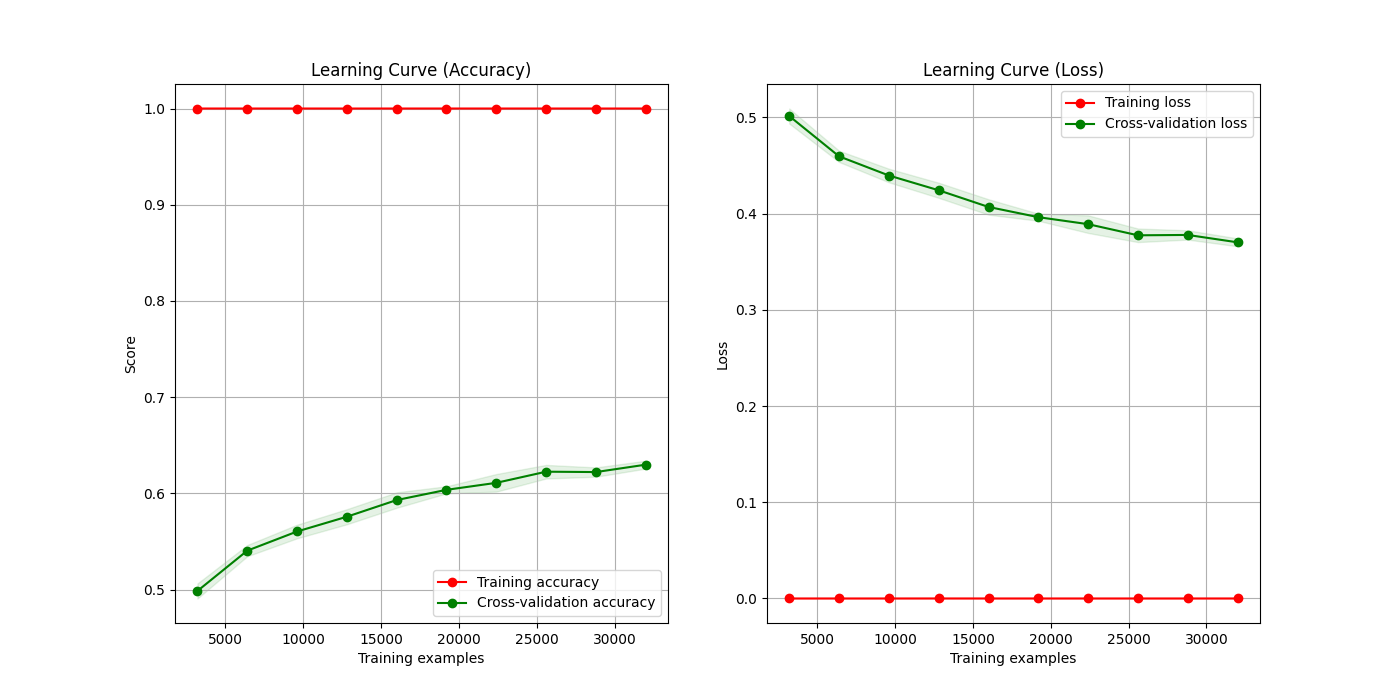 Learning Curve (Accuracy)
1.0
0.9
0.8
0.7
0.6
0.5
Score
Training accuracy
Cross-validation accuracy
5000 10000 15000 20000 25000 30000
Training examples
Learning Curve (Loss)
0.5
0.4
0.3
0.2
0.1
0.0
Loss
Training loss
Cross-validation loss
5000 10000 15000 20000 25000 30000
Training examples